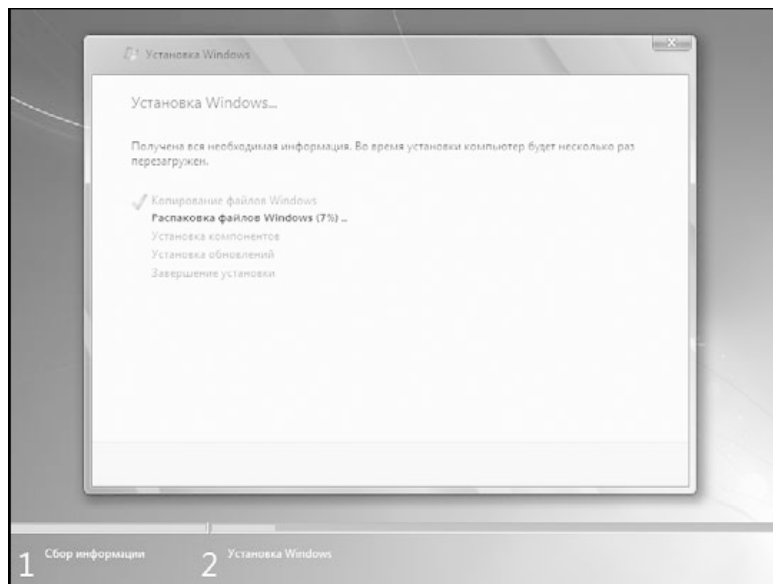 Установка Windows
Установка Windows...
Получена вся необходимая информация. Во время установки компьютер будет несколько раз
перезагружен.
Копирование файлов Windows
Распаковка файлов Windows (7%) ..
Установка компонентов
Установка обновлений
Завершение установки
1 Сбор информации
2 Установка Windows